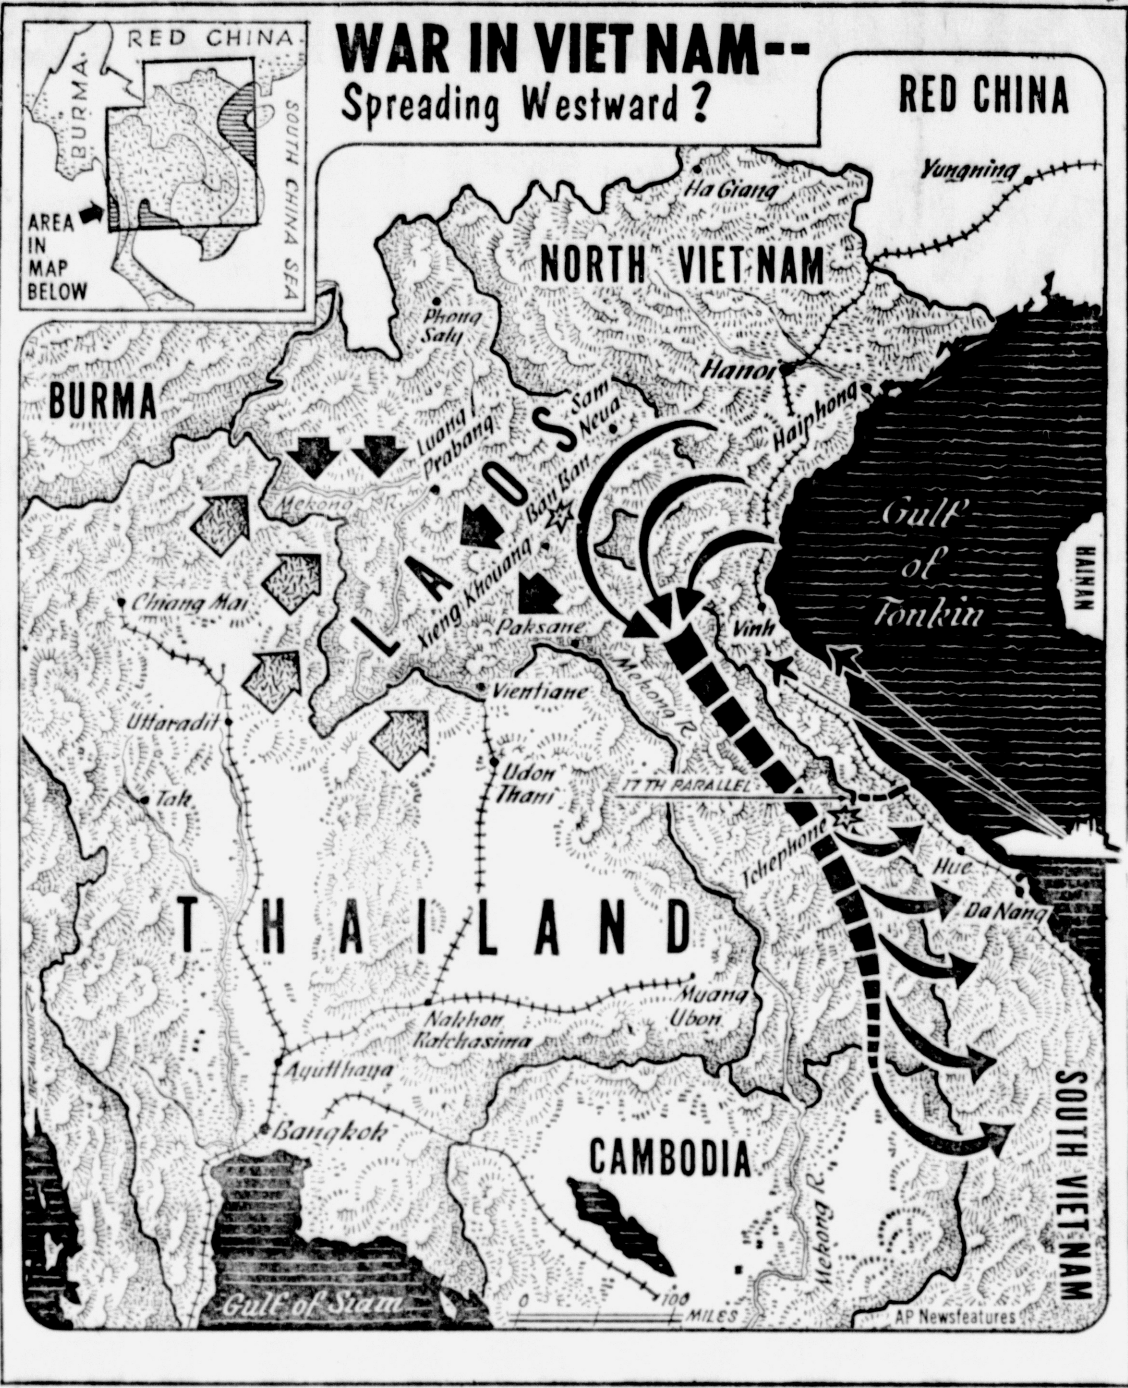 WAR IN VIET NAM--
Spreading Westward?
RED CHINA
BURMA
SOUTH CHINA SEA
AREA
IN
MAP
BELOW
RED CHINA
Yungning
Ha Giang
NORTH VIET NAM
Phong
Saly
Hanoi
Haiphong
BURMA
Sam
Neua
Luang
Prabang
LAOS
Ban Ban
Mekong R.
Xieng Khouang
Gulf
of
Tonkin
HAINAN
Chiang Mai
Paksane
Vinh
Mekong R.
Vientiane
Uttaradit
Udon
Thani
17TH PARALLEL
Tak
Tchephone
Hue
Da Nang
THAILAND
Muang
Ubon
Nakhon
Ratchasima
Ayutthaya
Bangkok
CAMBODIA
SOUTH VIET NAM
Mekong R.
Gulf of Siam
0 100
MILES
AP Newsfeatures